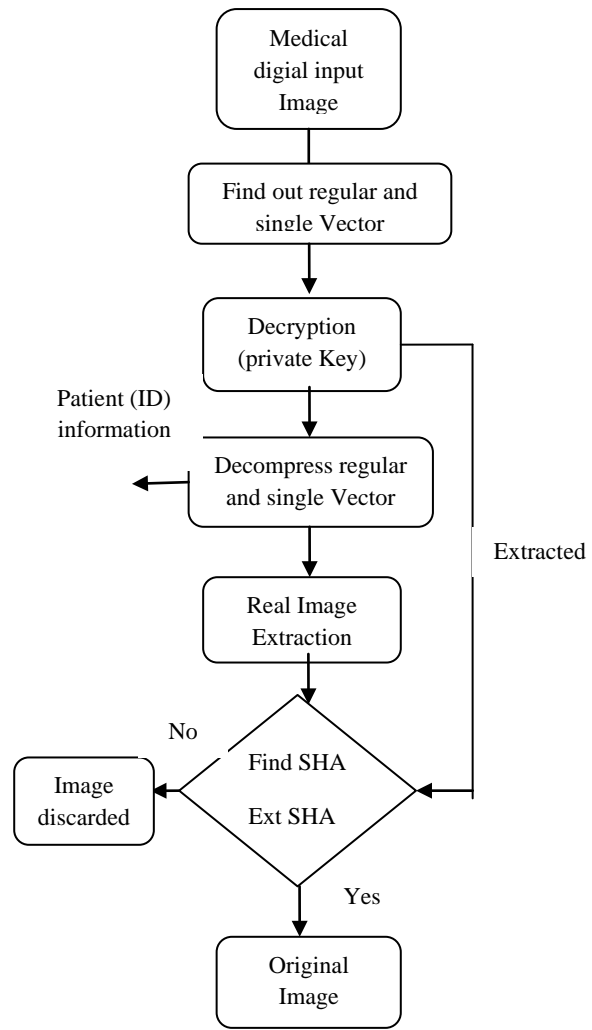 Medical
digial input
Image
Find out regular and
single Vector
Decryption
(private Key)
Patient (ID)
information
Decompress regular
and single Vector
Extracted
Real Image
Extraction
No
Find SHA
Image
discarded
Ext SHA
Yes
Original
Image